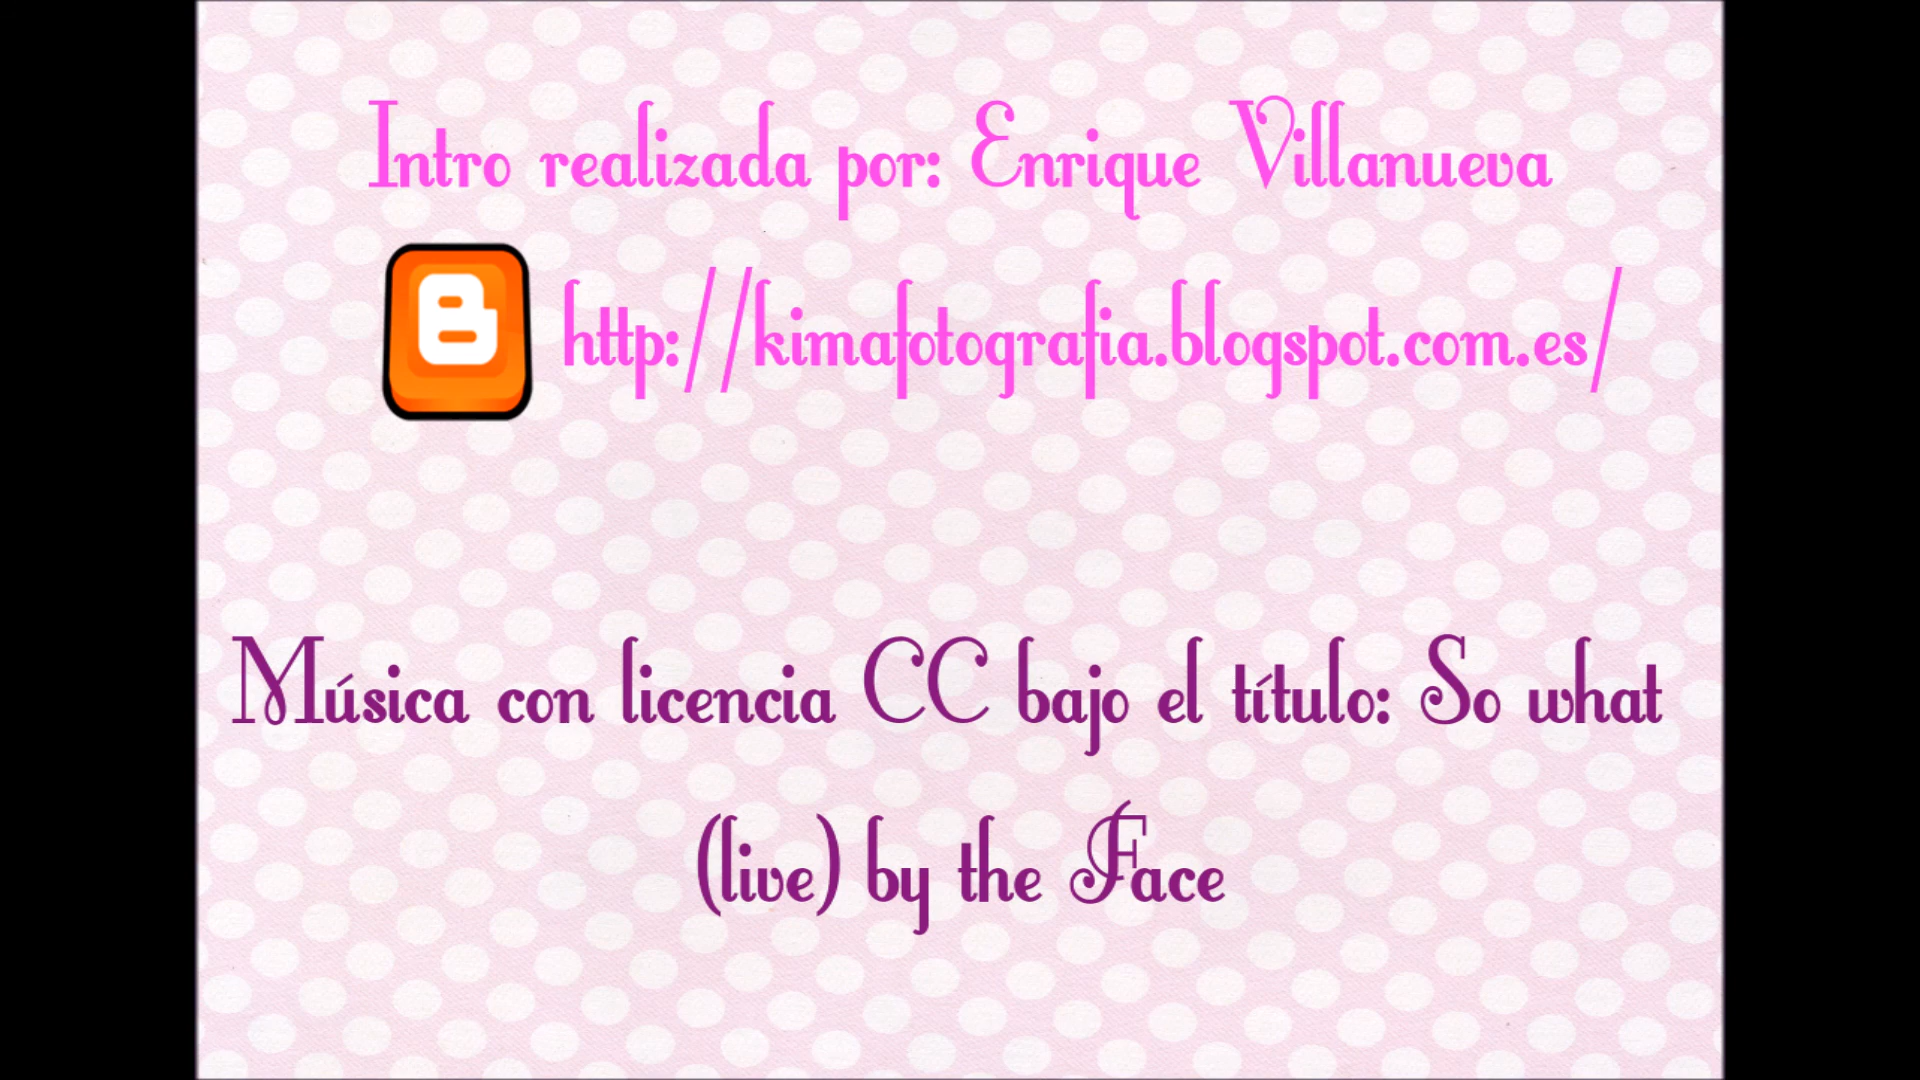 Intro realizada por: Enrique Villanueva
http://kimafotografia.blogspot.com.es/
Música con licencia CC bajo el título: So what
(live) by the Face